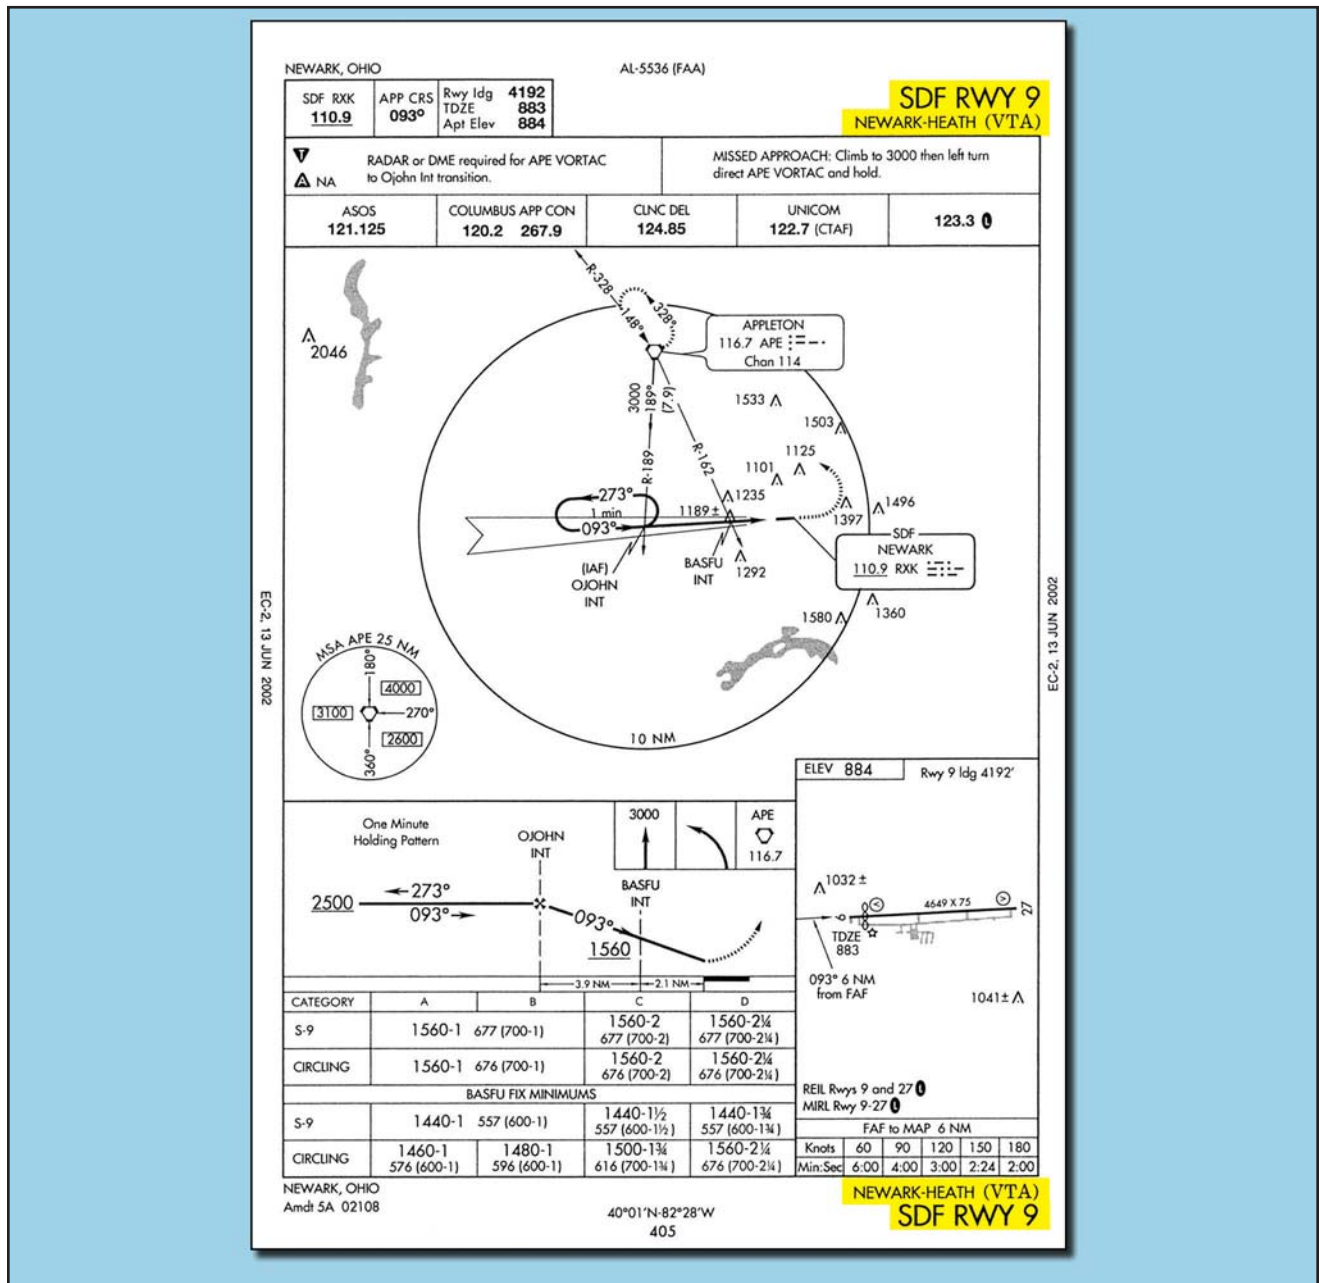 NEWARK, OHIO
AL-5536 (FAA)
SDF RXK
110.9
APP CRS
093°
Rwy ldg 4192
TDZE 883
Apt Elev 884
SDF RWY 9
NEWARK-HEATH (VTA)
T
A NA
RADAR or DME required for APE VORTAC
to Ojohn Int transition.
MISSED APPROACH: Climb to 3000 then left turn
direct APE VORTAC and hold.
ASOS
121.125
COLUMBUS APP CON
120.2 267.9
CLNC DEL
124.85
UNICOM
122.7 (CTAF)
123.3 L
R-328
148°
328°
APPLETON
116.7 APE
Chan 114
2046
3000
189°
(7.9)
1533
1503
R-189
R-162
1125
1101
273°
1 min
093°
1235
1189 ±
1397
1496
SDF
NEWARK
110.9 RXK
(IAF)
OJOHN
INT
BASFU
INT
1292
1360
1580
EC-2, 13 JUN 2002
EC-2, 13 JUN 2002
MSA APE 25 NM
180°
4000
3100
270°
2600
360°
10 NM
ELEV 884
Rwy 9 ldg 4192'
One Minute
Holding Pattern
OJOHN
INT
3000
APE
116.7
BASFU
INT
2500
273°
093°
093°
1560
3.9 NM
2.1 NM
1032 ±
4649 X 75
27
TDZE
883
093° 6 NM
from FAF
1041±
CATEGORY A B C D
S-9 1560-1 677 (700-1) 1560-2 677 (700-2) 1560-2¼ 677 (700-2¼)
CIRCLING 1560-1 676 (700-1) 1560-2 676 (700-2) 1560-2¼ 676 (700-2¼)
BASFU FIX MINIMUMS
S-9 1440-1 557 (600-1) 1440-1½ 557 (600-1½) 1440-1¾ 557 (600-1¾)
CIRCLING 1460-1 576 (600-1) 1480-1 596 (600-1) 1500-1¾ 616 (700-1¾) 1560-2¼ 676 (700-2¼)
REIL Rwys 9 and 27 L
MIRL Rwy 9-27 L
FAF to MAP 6 NM
Knots 60 90 120 150 180
Min:Sec 6:00 4:00 3:00 2:24 2:00
NEWARK, OHIO
Amdt 5A 02108
40°01'N-82°28'W
405
NEWARK-HEATH (VTA)
SDF RWY 9